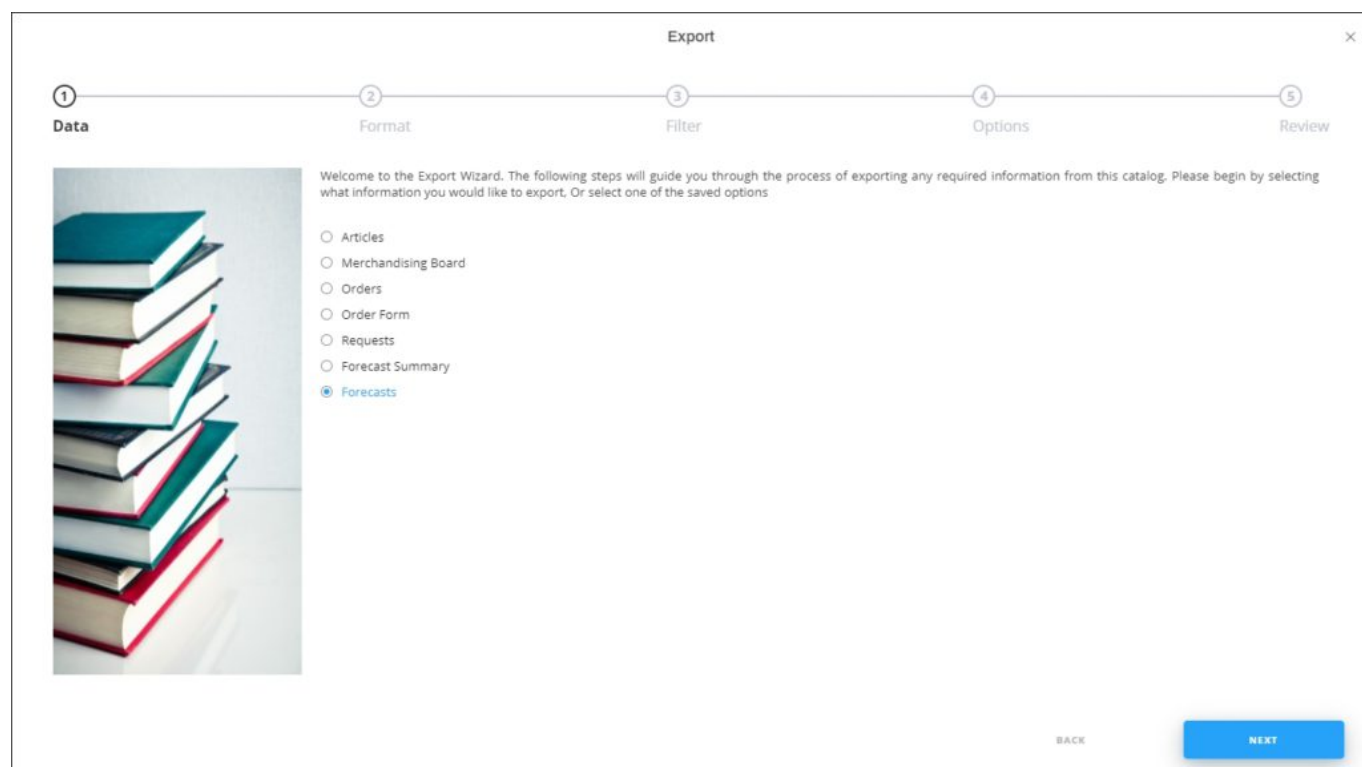 Export
1
2
3
4
5
Data
Format
Filter
Options
Review
Welcome to the Export Wizard. The following steps will guide you through the process of exporting any required information from this catalog. Please begin by selecting
what information you would like to export, Or select one of the saved options
Articles
Merchandising Board
Orders
Order Form
Requests
Forecast Summary
Forecasts
BACK
NEXT